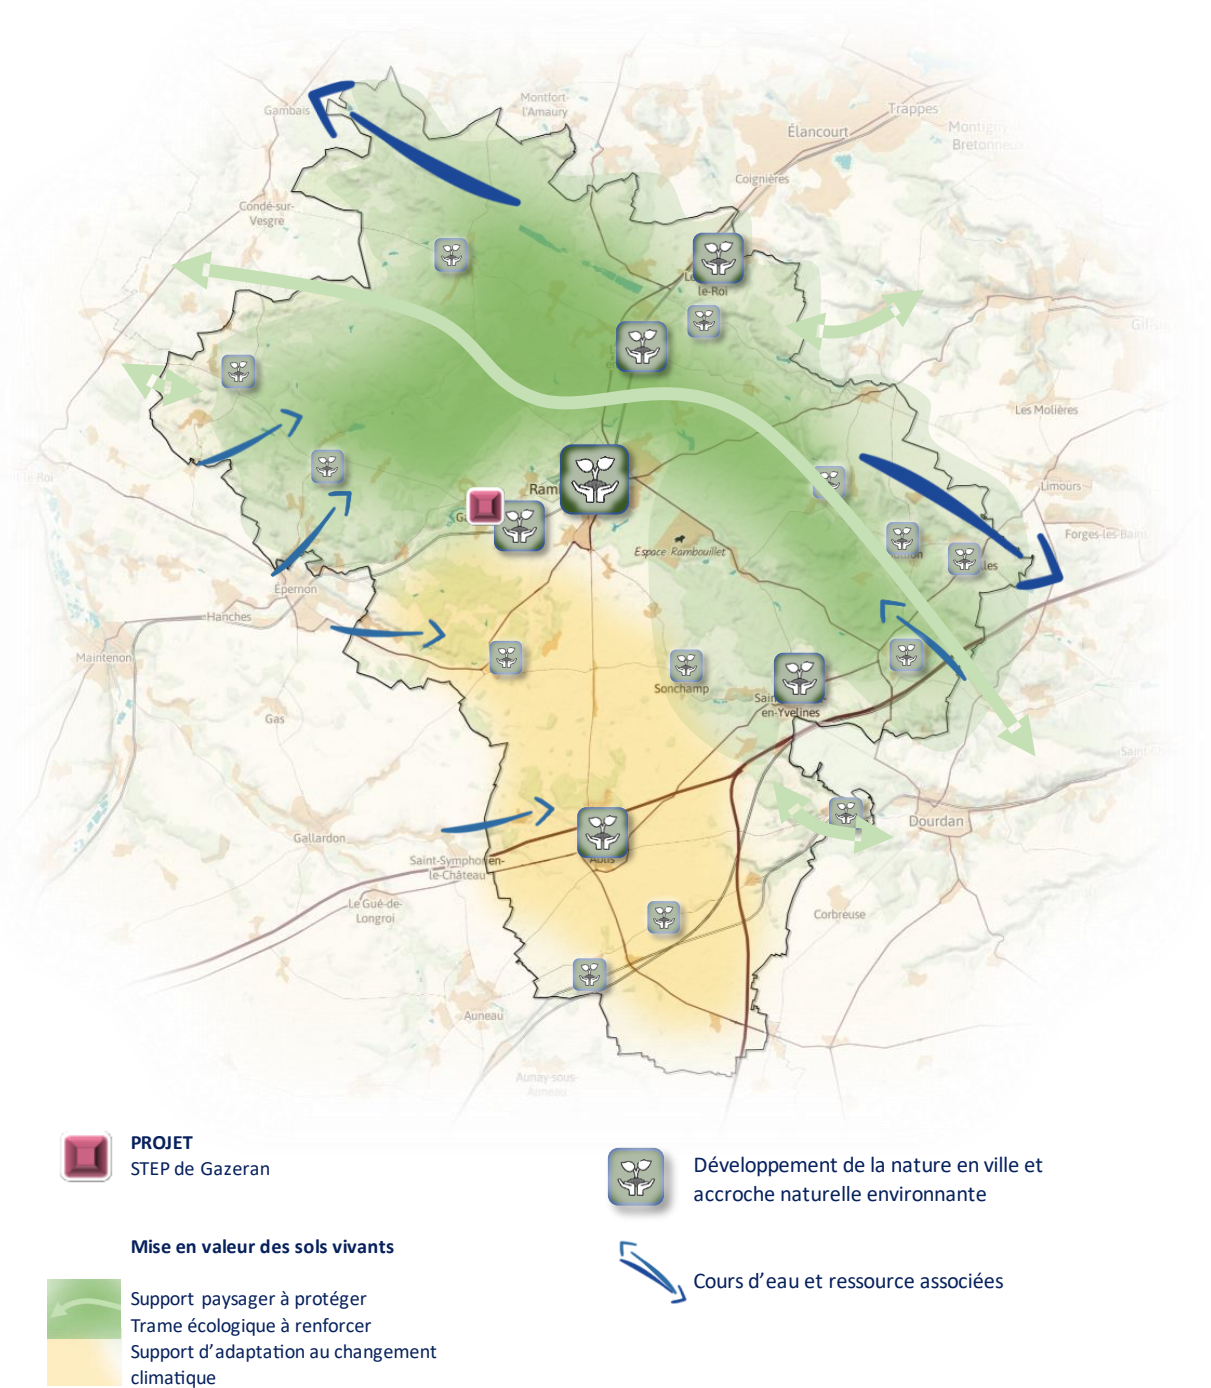 Gambais
Montfort-
l'Amaury
Trappes
Élancourt
Montigny
Bretonneux
Coignières
Condé-sur-
Vesgre
le-Roi
Les Molières
Limours
Ram
Forges-les-Bains
Espace Rambouillet
les
Épernon
Hanches
Maintenon
Sonchamp
Gas
en-Yvelines
Dourdan
Gallardon
Saint-Symphorien-
le-Château
Ablis
Le Gué-de-
Longroi
Corbreuse
Auneau
Aunay-sous-
Auneau
PROJET
STEP de Gazeran
Développement de la nature en ville et
accroche naturelle environnante
Mise en valeur des sols vivants
Cours d'eau et ressource associées
Support paysager à protéger
Trame écologique à renforcer
Support d'adaptation au changement
climatique